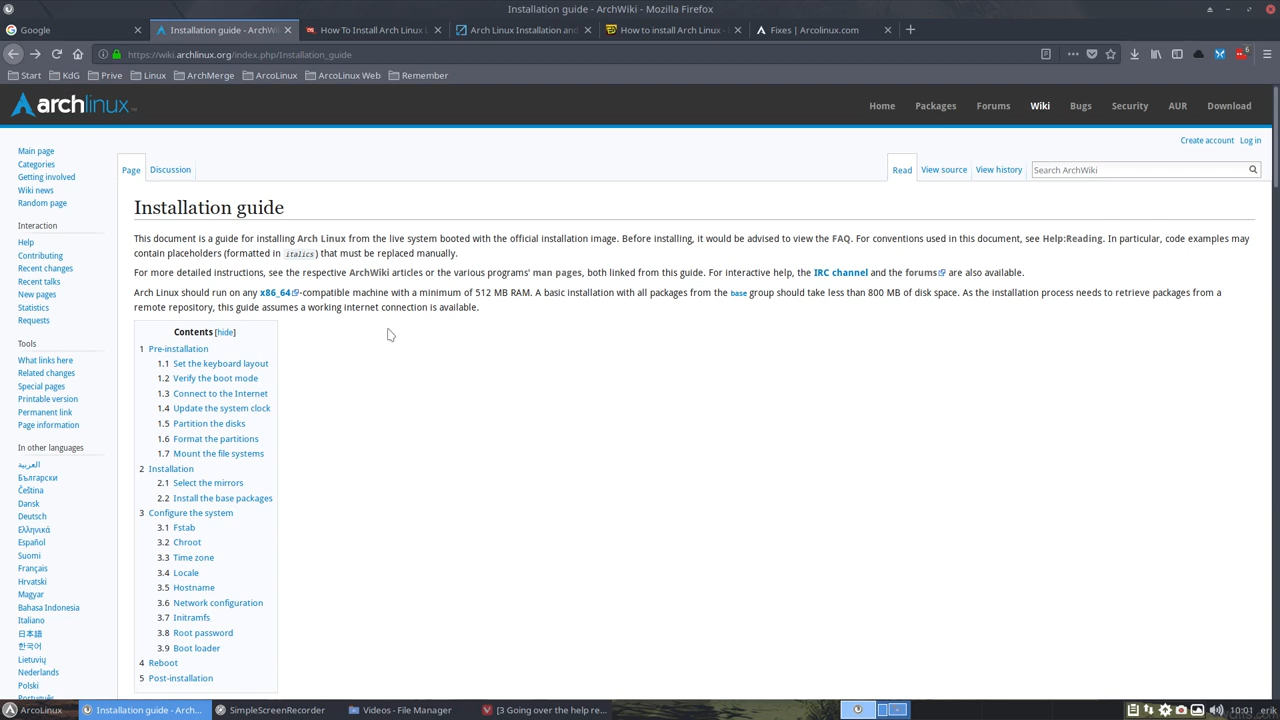 Installation guide - ArchWiki - Mozilla Firefox
Google
Installation guide - ArchWi
How To Install Arch Linux L
Arch Linux Installation and
How to install Arch Linux -
Fixes | Arcolinux.com
https://wiki.archlinux.org/index.php/Installation_guide
6
Start KdG Prive Linux ArchMerge ArcoLinux ArcoLinux Web Remember
archlinux
Home Packages Forums Wiki Bugs Security AUR Download
Create account Log in
Main page
Categories
Getting involved
Wiki news
Random page
Interaction
Help
Contributing
Recent changes
Recent talks
New pages
Statistics
Requests
Tools
What links here
Related changes
Special pages
Printable version
Permanent link
Page information
In other languages
العربية
Български
Čeština
Dansk
Deutsch
Ελληνικά
Español
Suomi
Français
Hrvatski
Magyar
Bahasa Indonesia
Italiano
日本語
한국어
Lietuvių
Nederlands
Polski
Português
Page Discussion
Read View source View history
Search ArchWiki
Installation guide
This document is a guide for installing Arch Linux from the live system booted with the official installation image. Before installing, it would be advised to view the FAQ. For conventions used in this document, see Help:Reading. In particular, code examples may
contain placeholders (formatted in italics) that must be replaced manually.
For more detailed instructions, see the respective ArchWiki articles or the various programs' man pages, both linked from this guide. For interactive help, the IRC channel and the forums are also available.
Arch Linux should run on any x86_64-compatible machine with a minimum of 512 MB RAM. A basic installation with all packages from the base group should take less than 800 MB of disk space. As the installation process needs to retrieve packages from a
remote repository, this guide assumes a working internet connection is available.
Contents [hide]
1 Pre-installation
1.1 Set the keyboard layout
1.2 Verify the boot mode
1.3 Connect to the Internet
1.4 Update the system clock
1.5 Partition the disks
1.6 Format the partitions
1.7 Mount the file systems
2 Installation
2.1 Select the mirrors
2.2 Install the base packages
3 Configure the system
3.1 Fstab
3.2 Chroot
3.3 Time zone
3.4 Locale
3.5 Hostname
3.6 Network configuration
3.7 Initramfs
3.8 Root password
3.9 Boot loader
4 Reboot
5 Post-installation
ArcoLinux
Installation guide - Arch...
SimpleScreenRecorder
Videos - File Manager
[3 Going over the help re...
10:01 erik